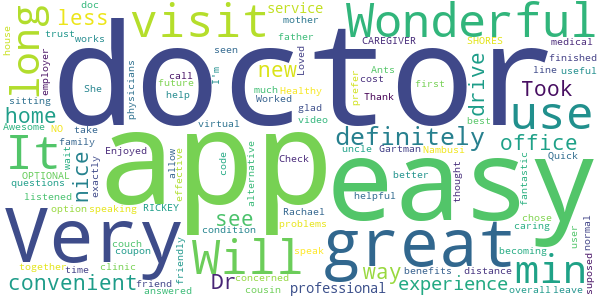 doc
visit
service
Wonderful
long
less
mother
house
trust
works
doctor
seen
father
CAREGIVER
SHORES
medical
employer
She
physicians
call
future
help
I'm
new
much
Loved
Healthy
Worked
glad
video
prefer
Ants
cost
Thank
drive
first
line
best
finished
useful
sitting
home
Took
use
Awesome
NO
take
virtual
definitely
office
It
family
OPTIONAL
wait
exactly
questions
nice
listened
Enjoyed
app
allow
effective
code
alternative
Check
uncle
Gartman
Nambusi
easy
better
thought
Quick
fantastic
helpful
chose
caring
option
speaking
RICKEY
Rachael
Very
see
problems
condition
speak
great
user
becoming
supposed
normal
couch
coupon
Will
way
benefits
distance
min
together
time
clinic
friendly
concerned
convenient
friend
answered
Dr
cousin
professional
experience
overall
leave